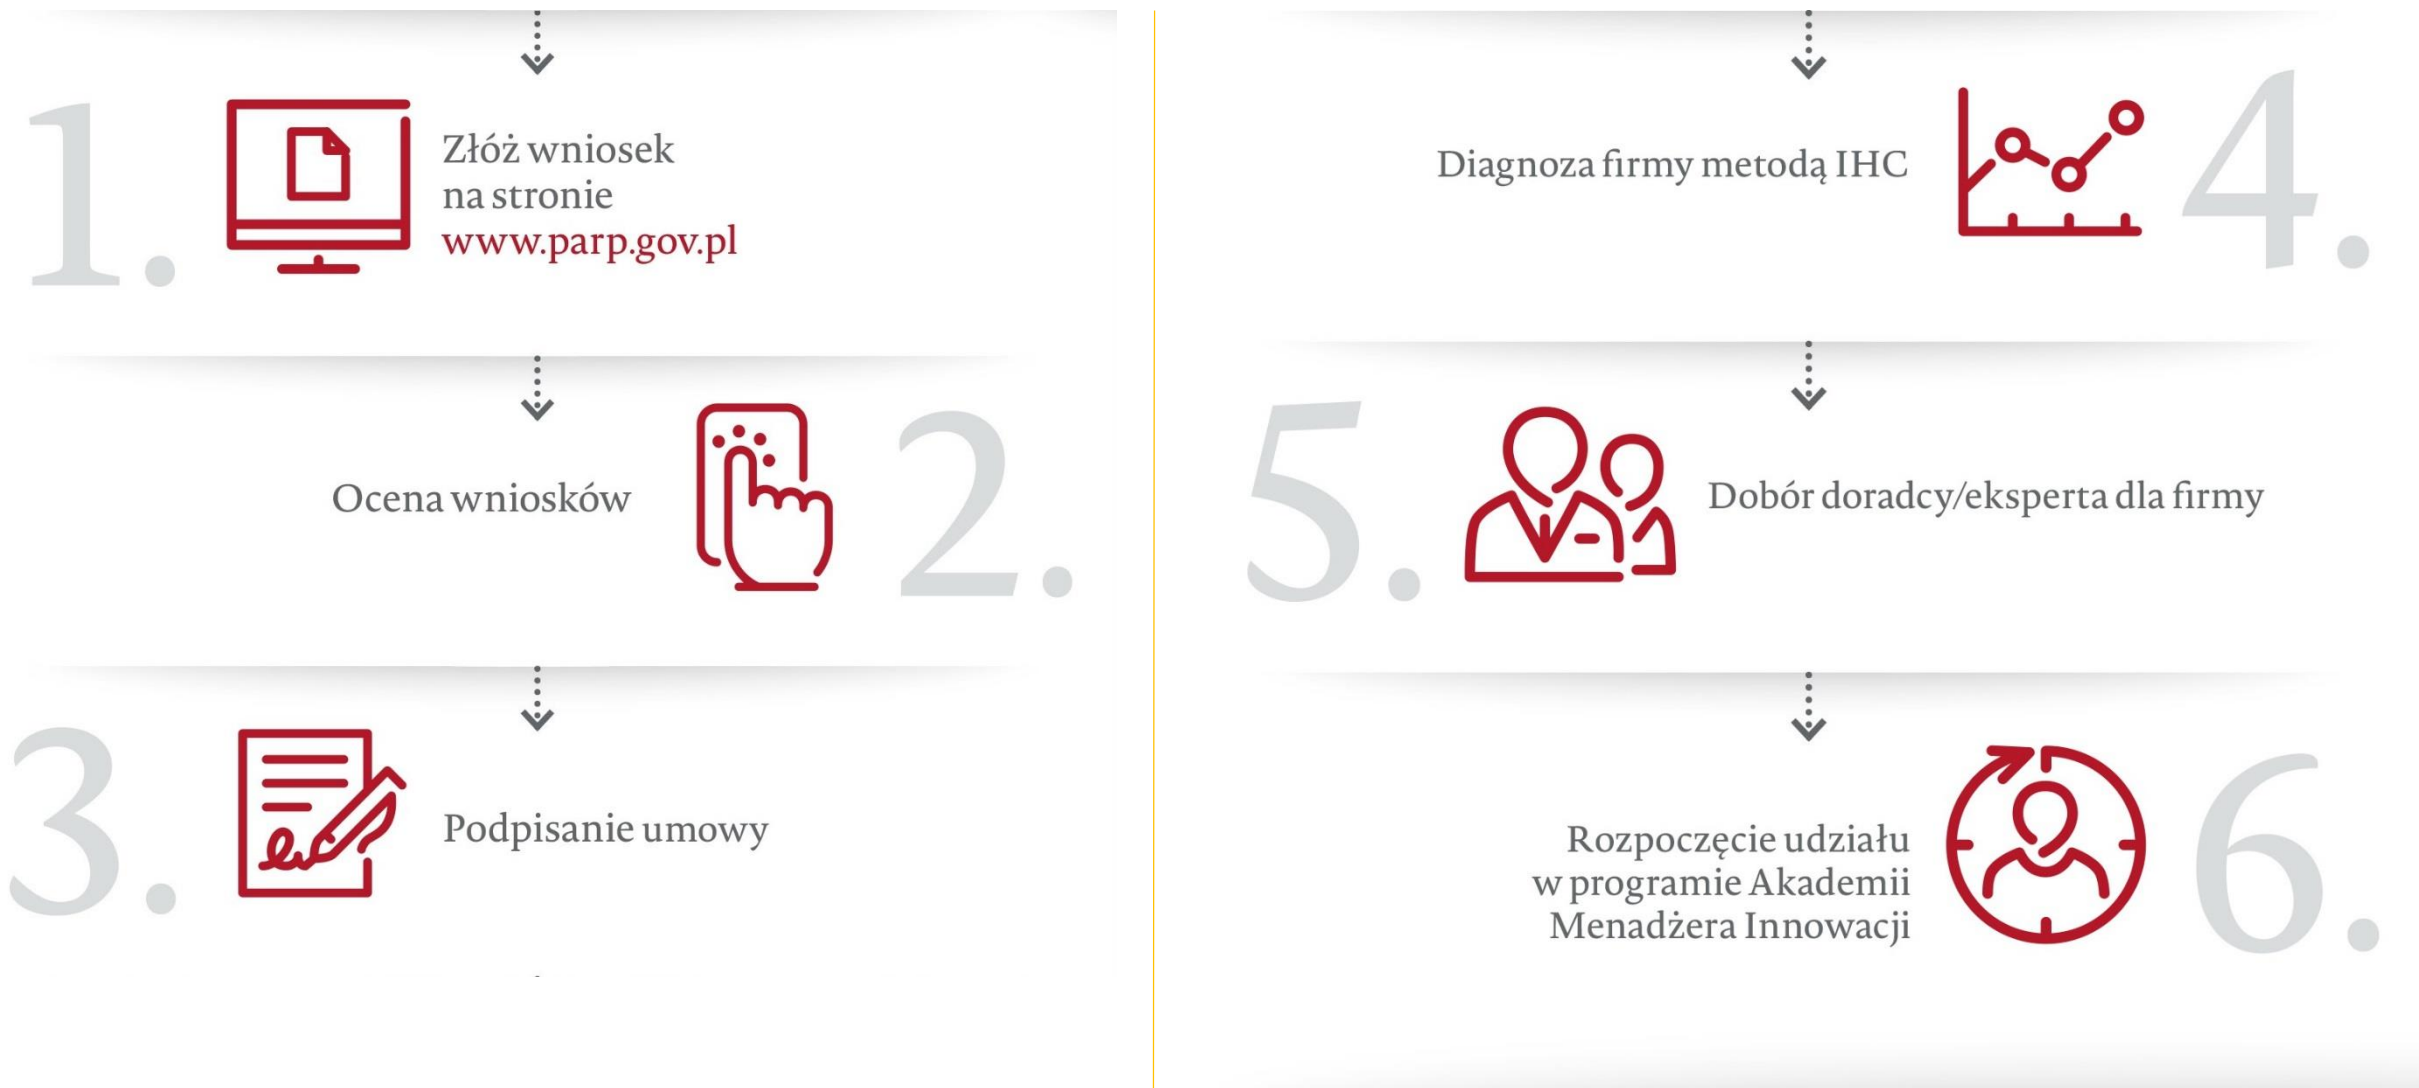 1.
Złóż wniosek
na stronie
www.parp.gov.pl
2.
Ocena wniosków
3.
Podpisanie umowy
4.
Diagnoza firmy metodą IHC
5.
Dobór doradcy/eksperta dla firmy
6.
Rozpoczęcie udziału
w programie Akademii
Menadżera Innowacji